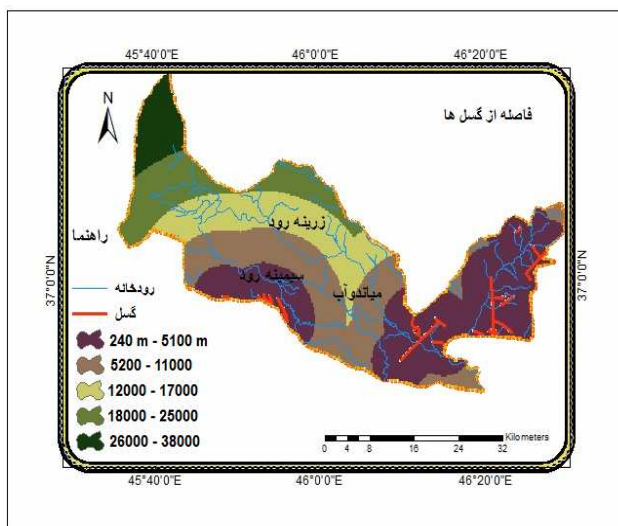 45°40'0"E 46°0'0"E 46°20'0"E
N
فاصله از گسل ها
زرینه رود
راهنما
سیمینه رود
میاندوآب
37°0'0"N
37°0'0"N
رودخانه
گسل
240 m - 5100 m
5200 - 11000
12000 - 17000
18000 - 25000
26000 - 38000
Kilometers
0 4 8 16 24 32
45°40'0"E 46°0'0"E 46°20'0"E